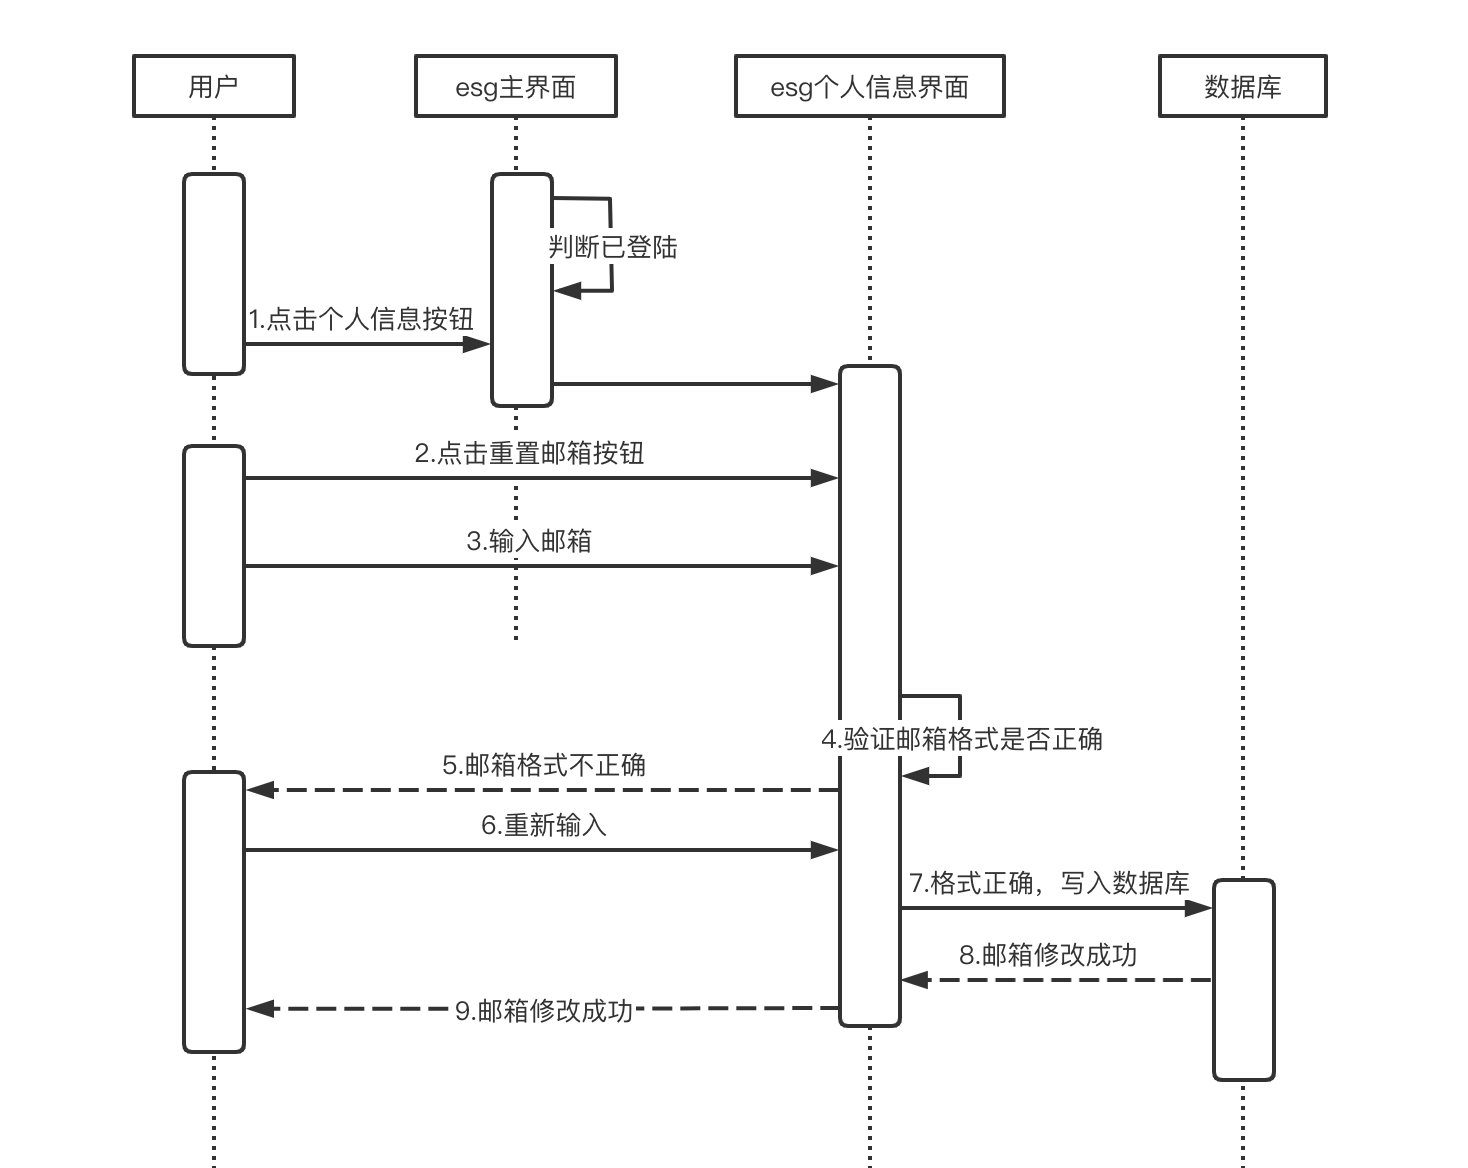 用户
esg主界面
esg个人信息界面
数据库
判断已登陆
1.点击个人信息按钮
2.点击重置邮箱按钮
3.输入邮箱
4.验证邮箱格式是否正确
5.邮箱格式不正确
6.重新输入
7.格式正确，写入数据库
8.邮箱修改成功
9.邮箱修改成功